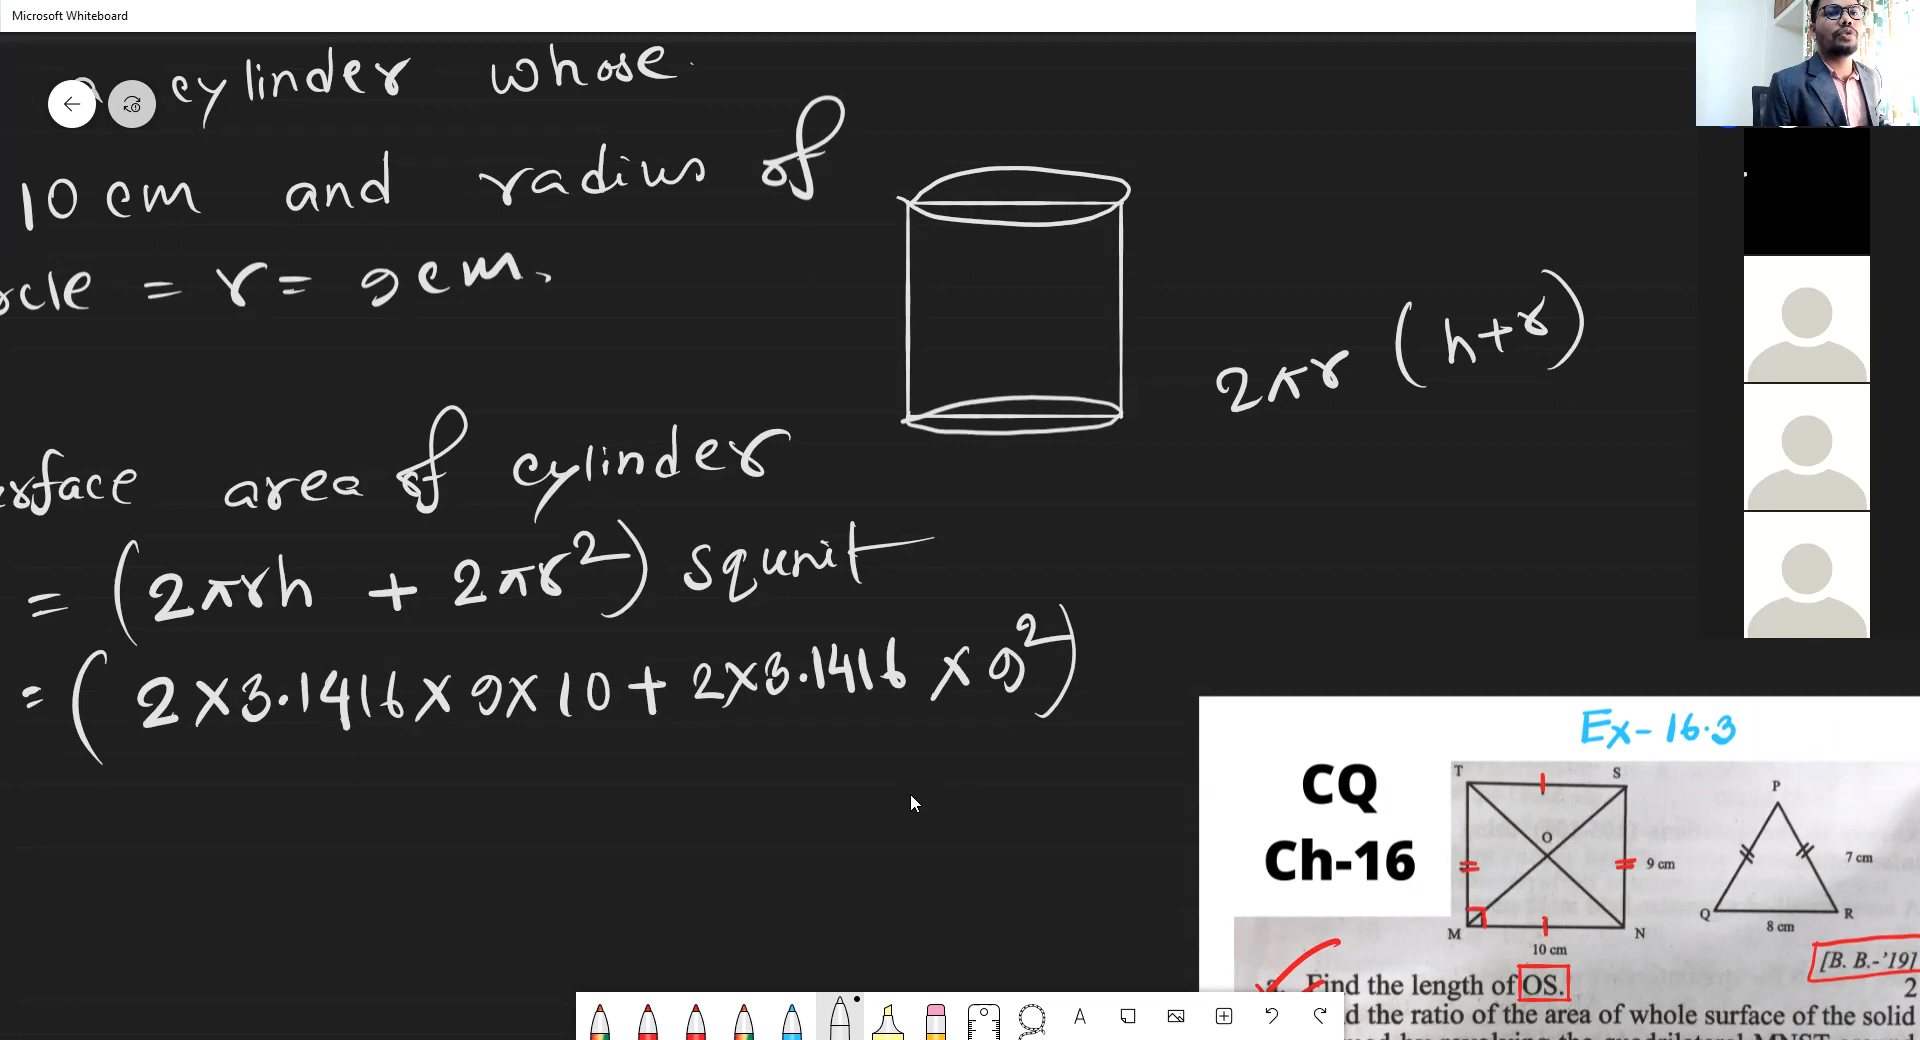 Microsoft Whiteboard
a cylinder whose
10 cm and radius of
rcle = r = 9 cm.
2πr (h+r)
erface area of cylinder
= (2πrh + 2πr²) squnit
= ( 2×3.1416×9×10 + 2×3.1416 × 9²)
Ex-16.3
CQ
Ch-16
T S
P
O
9 cm
7 cm
Q R
M N
8 cm
10 cm
[B. B.-'19]
Find the length of OS. 2
d the ratio of the area of whole surface of the solid
A